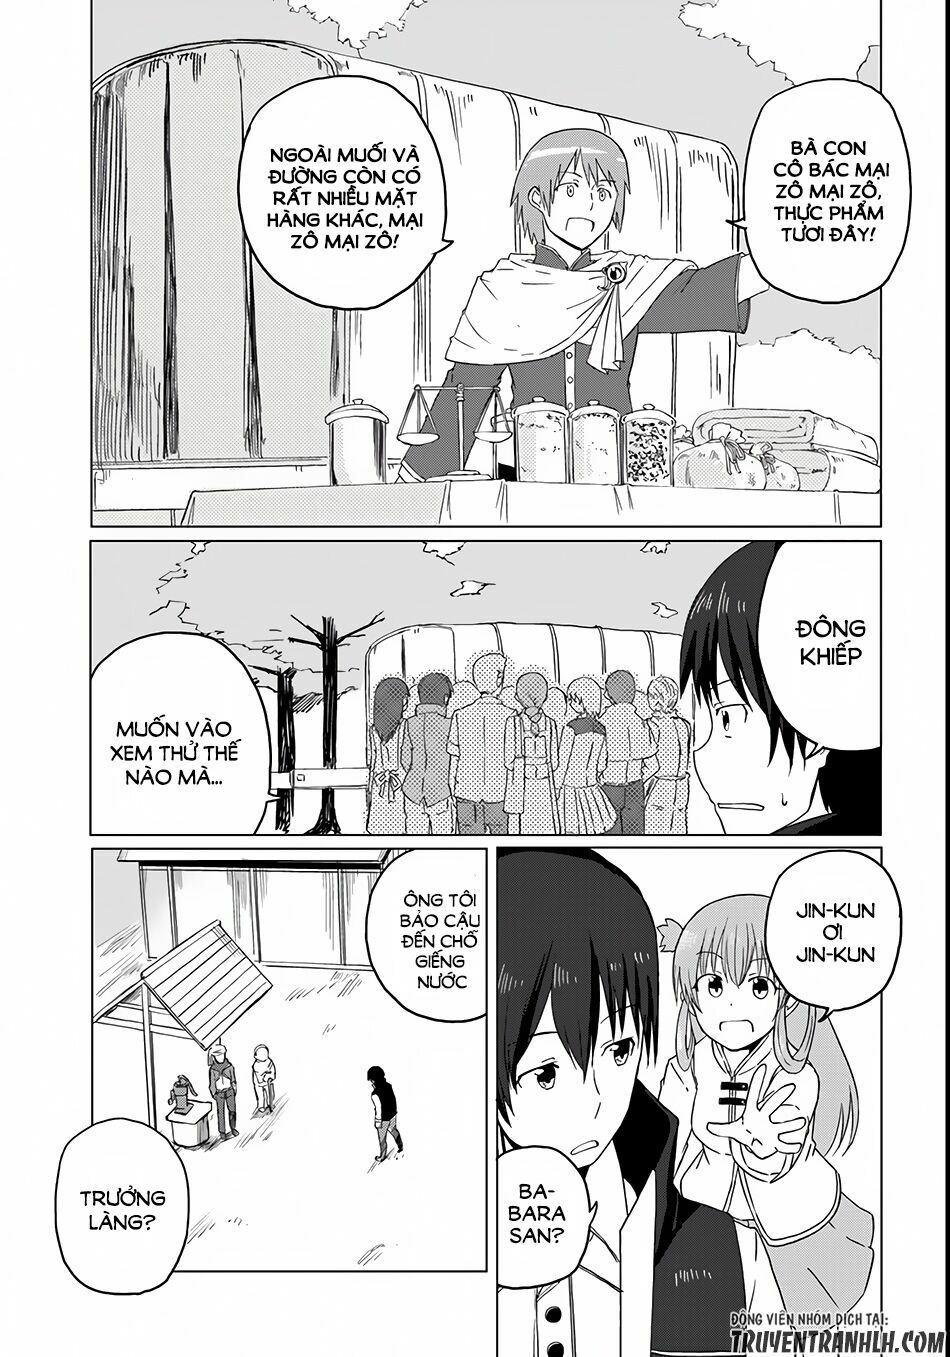 BÀ CON
CÔ BÁC MẠI
ZÔ MẠI ZÔ,
THỰC PHẨM
TƯƠI ĐÂY!
NGOÀI MUỐI VÀ
ĐƯỜNG CÒN CÓ
RẤT NHIỀU MẶT
HÀNG KHÁC, MẠI
ZÔ MẠI ZÔ!
ĐÔNG
KHIẾP
MUỐN VÀO
XEM THỬ THẾ
NÀO MÀ...
JIN-KUN
ƠI
JIN-KUN
BA-
BARA
SAN?
ÔNG TÔI
BẢO CẬU
ĐẾN CHỖ
GIẾNG
NƯỚC
TRƯỞNG
LÀNG?
ĐỘNG VIÊN NHÓM DỊCH TẠI:
TRUYENTRANHLH.COM